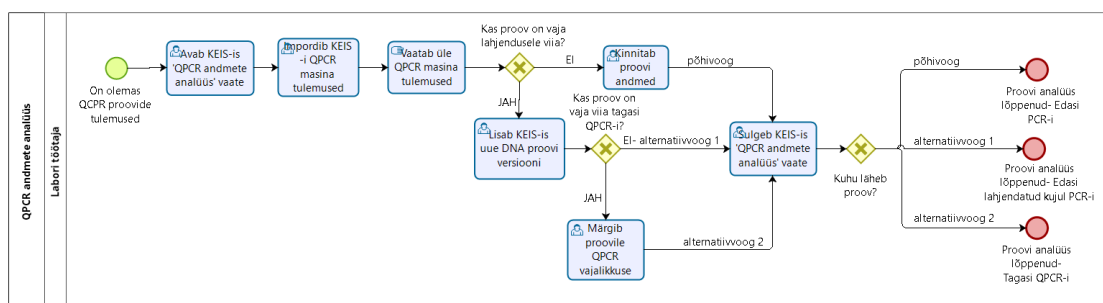 QPCR andmete analüüs
Labori töötaja
On olemas
QCPR proovide
tulemused
Avab KEIS-is
'QPCR andmete
analüüs' vaate
Impordib KEIS
-i QPCR
masina
tulemused
Vaatab üle
QPCR masina
tulemused
Kas proov on vaja
lahjendusele viia?
EI
Kinnitab
proovi
andmed
põhivoog
JAH
Lisab KEIS-is
uue DNA proovi
versiooni
Kas proov on
vaja viia tagasi
QPCR-i?
EI- alternatiivvoog 1
JAH
Märgib
proovile
QPCR
vajalikkuse
alternatiivvoog 2
Sulgeb KEIS-is
'QPCR andmete
analüüs' vaate
Kuhu läheb
proov?
põhivoog
Proovi analüüs
lõppenud- Edasi
PCR-i
alternatiivvoog 1
Proovi analüüs
lõppenud- Edasi
lahjendatud kujul PCR-i
alternatiivvoog 2
Proovi analüüs
lõppenud-
Tagasi QPCR-i